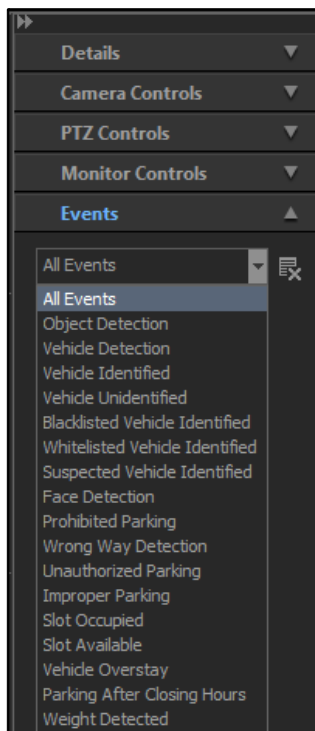 Details
Camera Controls
PTZ Controls
Monitor Controls
Events
All Events
All Events
Object Detection
Vehicle Detection
Vehicle Identified
Vehicle Unidentified
Blacklisted Vehicle Identified
Whitelisted Vehicle Identified
Suspected Vehicle Identified
Face Detection
Prohibited Parking
Wrong Way Detection
Unauthorized Parking
Improper Parking
Slot Occupied
Slot Available
Vehicle Overstay
Parking After Closing Hours
Weight Detected